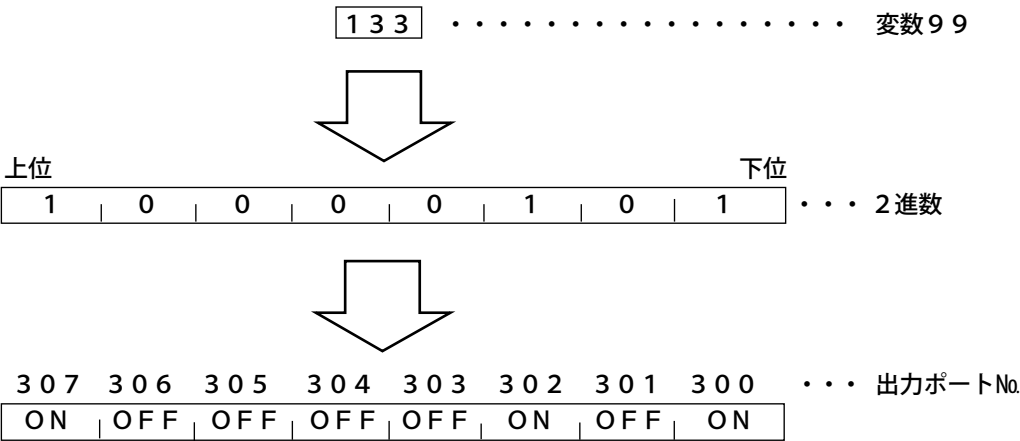 133 ・・・・・・・・・・・・・・・・・ 変数99
上位 下位
1 0 0 0 0 1 0 1 ・・・ 2進数
307 306 305 304 303 302 301 300 ・・・ 出力ポート№
ON OFF OFF OFF OFF ON OFF ON